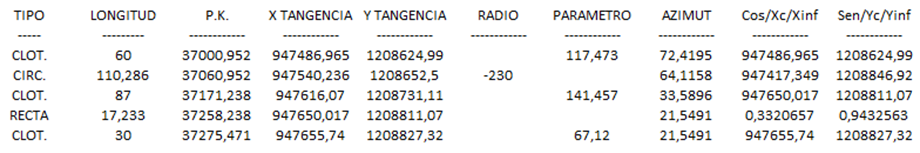 TIPO LONGITUD P.K. X TANGENCIA Y TANGENCIA RADIO PARAMETRO AZIMUT Cos/Xc/Xinf Sen/Yc/Yinf
----- --------- ------------ ------------ ------------ ------------ ------------ --------- ------------ ------------
CLOT. 60 37000,952 947486,965 1208624,99 117,473 72,4195 947486,965 1208624,99
CIRC. 110,286 37060,952 947540,236 1208652,5 -230 64,1158 947417,349 1208846,92
CLOT. 87 37171,238 947616,07 1208731,11 141,457 33,5896 947650,017 1208811,07
RECTA 17,233 37258,238 947650,017 1208811,07 21,5491 0,3320657 0,9432563
CLOT. 30 37275,471 947655,74 1208827,32 67,12 21,5491 947655,74 1208827,32